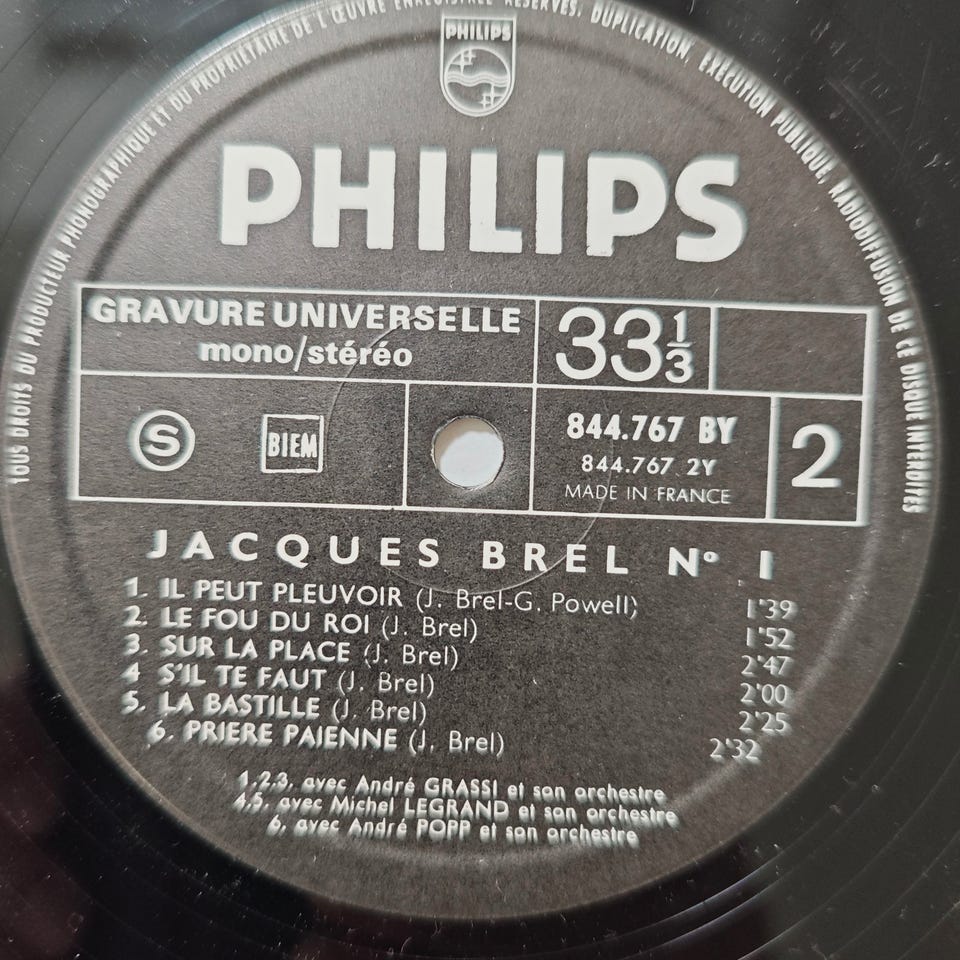 TOUS DROITS DU PRODUCTEUR PHONOGRAPHIQUE ET DU PROPRIÉTAIRE DE L'ŒUVRE ENREGISTRÉE RÉSERVÉS. DUPLICATION, EXÉCUTION PUBLIQUE, RADIODIFFUSION DE CE DISQUE INTERDITES
PHILIPS
PHILIPS
GRAVURE UNIVERSELLE
mono/stéréo
33 1/3
S
BIEM
844.767 BY
844.767 2Y
MADE IN FRANCE
2
JACQUES BREL Nº 1
1. IL PEUT PLEUVOIR (J. Brel-G. Powell) 1'39
2. LE FOU DU ROI (J. Brel) 1'52
3. SUR LA PLACE (J. Brel) 2'47
4 S'IL TE FAUT (J. Brel) 2'00
5. LA BASTILLE (J. Brel) 2'25
6. PRIERE PAIENNE (J. Brel) 2'32
1,2,3, avec André GRASSI et son orchestre
4,5, avec Michel LEGRAND et son orchestre
6, avec André POPP et son orchestre